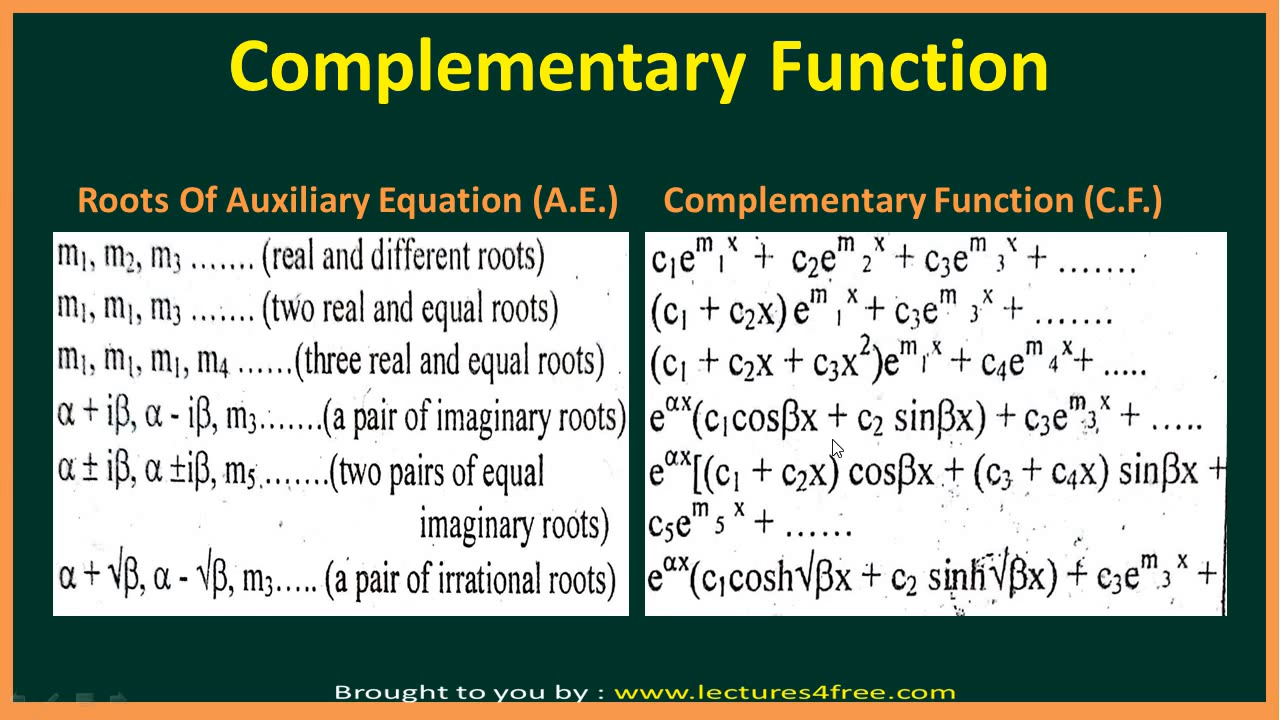 Complementary Function
Roots Of Auxiliary Equation (A.E.)
m₁, m₂, m₃ ....... (real and different roots)
m₁, m₁, m₃ ....... (two real and equal roots)
m₁, m₁, m₁, m₄ ......(three real and equal roots)
α + iβ, α - iβ, m₃.......(a pair of imaginary roots)
α ± iβ, α ±iβ, m₅.......(two pairs of equal
imaginary roots)
α + √β, α - √β, m₃..... (a pair of irrational roots)
Complementary Function (C.F.)
c₁e^m₁x + c₂e^m₂x + c₃e^m₃x + .......
(c₁ + c₂x) e^m₁x + c₃e^m₃x + .......
(c₁ + c₂x + c₃x²)e^m₁x + c₄e^m₄x+ .....
e^αx(c₁cosβx + c₂ sinβx) + c₃e^m₃x + .....
e^αx[(c₁ + c₂x) cosβx + (c₃ + c₄x) sinβx +
c₅e^m₅x + ......
e^αx(c₁cosh√βx + c₂ sinh√βx) + c₃e^m₃x +
Brought to you by : www.lectures4free.com